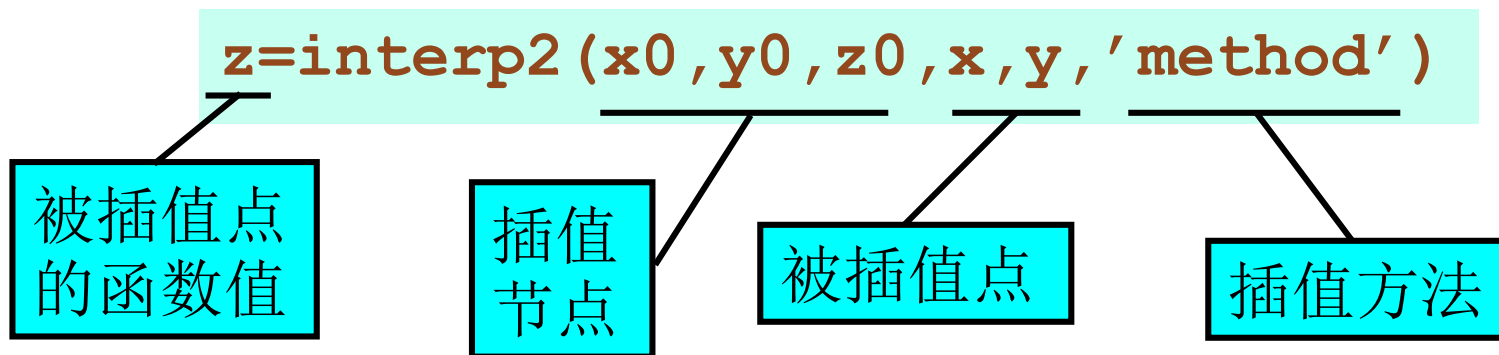 z=interp2(x0,y0,z0,x,y,’method’)
被插值点
的函数值
插值
节点
被插值点
插值方法